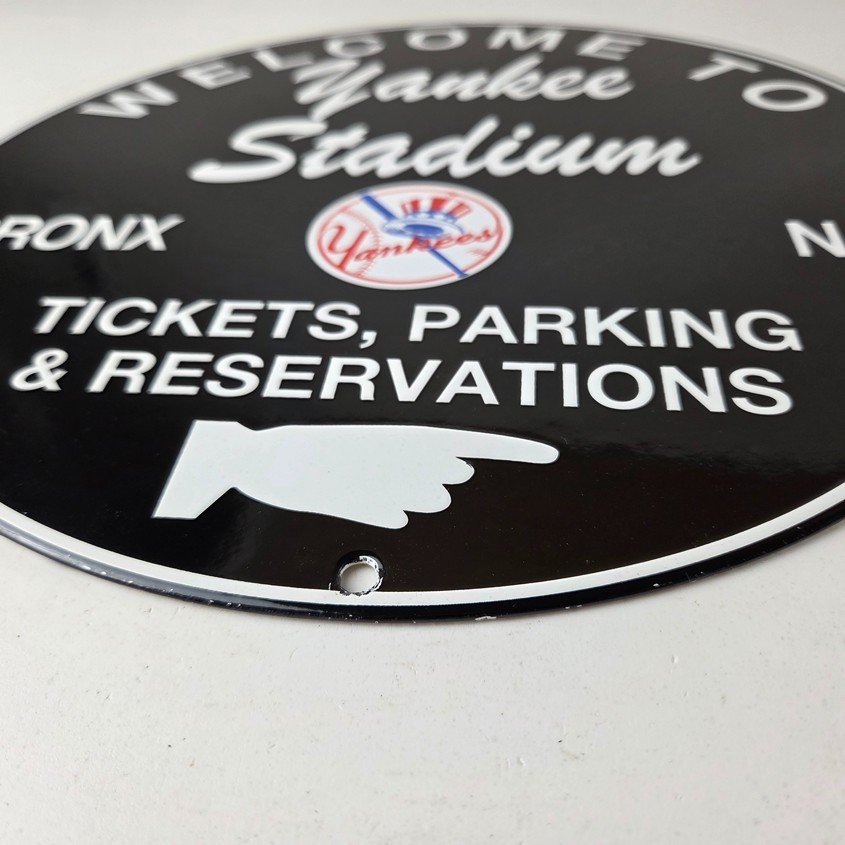 WELCOME TO
Yankee
Stadium
RONX
N
Yankees
TICKETS, PARKING
& RESERVATIONS